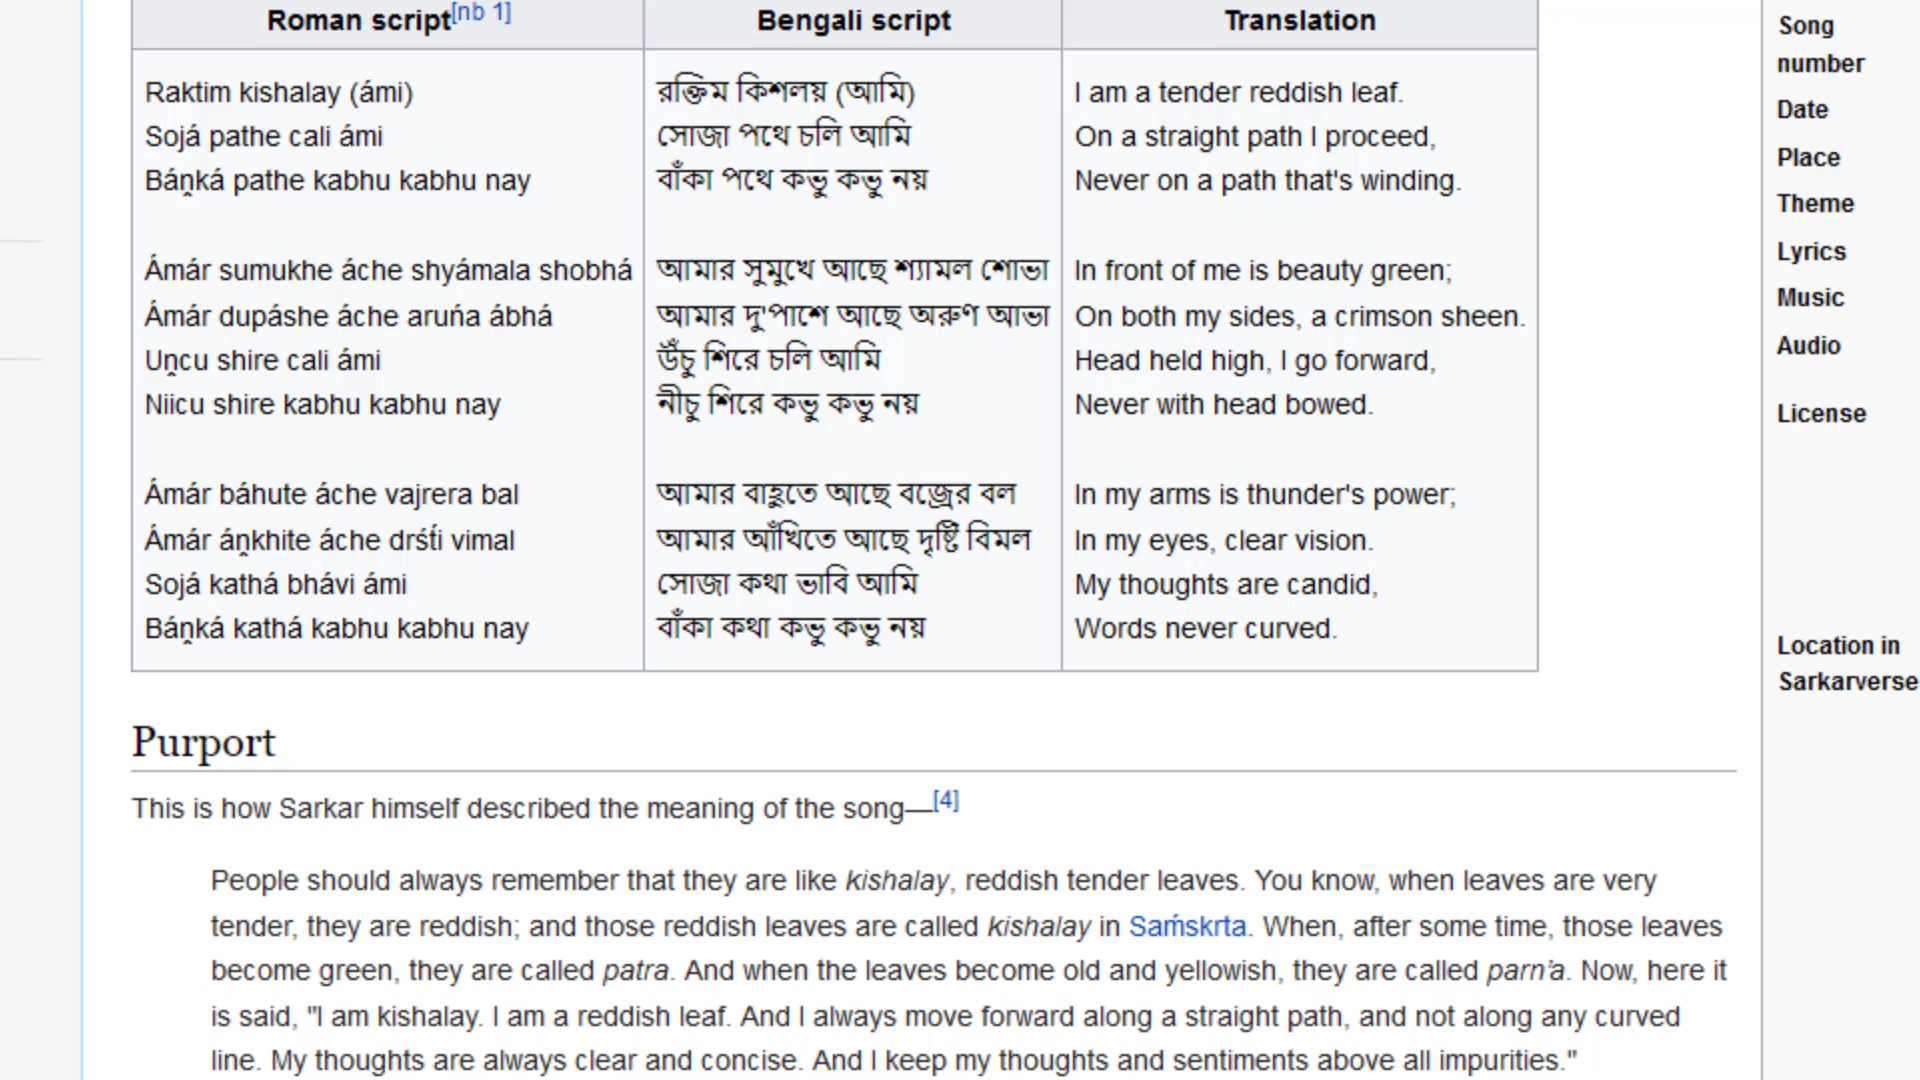 Roman script[nb 1]
Bengali script
Translation
Raktim kishalay (ámi)
Sojá pathe cali ámi
Báṋká pathe kabhu kabhu nay
Ámár sumukhe áche shyámala shobhá
Ámár dupáshe áche aruńa ábhá
Uṋcu shire cali ámi
Niicu shire kabhu kabhu nay
Ámár báhute áche vajrera bal
Ámár áṋkhite áche drśt́i vimal
Sojá kathá bhávi ámi
Báṋká kathá kabhu kabhu nay
রক্তিম কিশলয় (আমি)
সোজা পথে চলি আমি
বাঁকা পথে কভু কভু নয়
আমার সুমুখে আছে শ্যামল শোভা
আমার দু'পাশে আছে অরুণ আভা
উঁচু শিরে চলি আমি
নীচু শিরে কভু কভু নয়
আমার বাহুতে আছে বজ্রের বল
আমার আঁখিতে আছে দৃষ্টি বিমল
সোজা কথা ভাবি আমি
বাঁকা কথা কভু কভু নয়
I am a tender reddish leaf.
On a straight path I proceed,
Never on a path that's winding.
In front of me is beauty green;
On both my sides, a crimson sheen.
Head held high, I go forward,
Never with head bowed.
In my arms is thunder's power;
In my eyes, clear vision.
My thoughts are candid,
Words never curved.
Purport
This is how Sarkar himself described the meaning of the song—[4]
People should always remember that they are like kishalay, reddish tender leaves. You know, when leaves are very
tender, they are reddish; and those reddish leaves are called kishalay in Saḿskrta. When, after some time, those leaves
become green, they are called patra. And when the leaves become old and yellowish, they are called parn'a. Now, here it
is said, "I am kishalay. I am a reddish leaf. And I always move forward along a straight path, and not along any curved
line. My thoughts are always clear and concise. And I keep my thoughts and sentiments above all impurities."
Song
number
Date
Place
Theme
Lyrics
Music
Audio
License
Location in
Sarkarverse